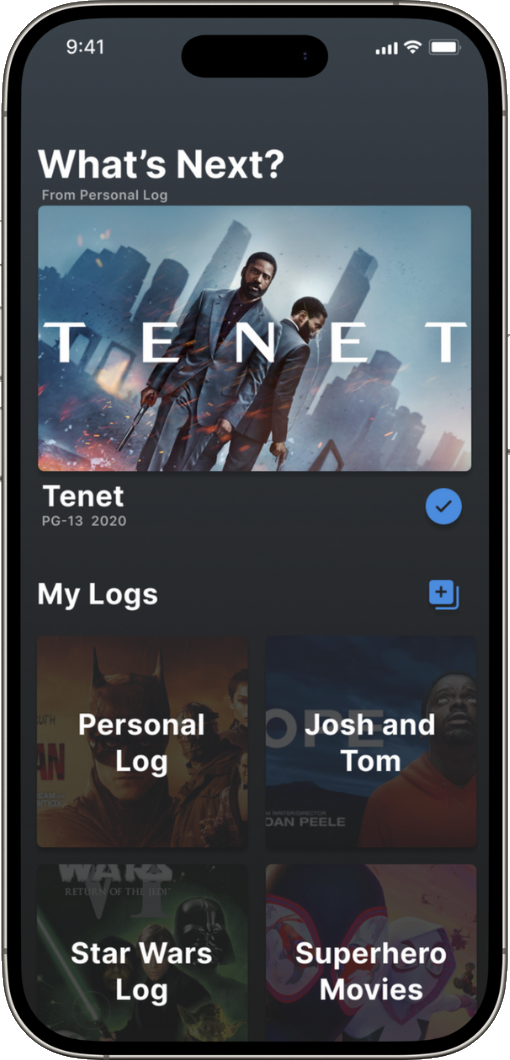 9:41
What's Next?
From Personal Log
TENET
Tenet
PG-13 2020
My Logs
Personal
Log
Josh and
Tom
OPE
DAN PEELE
WARS
RETURN OF THE JEDI
VI
Star Wars
Log
Superhero
Movies